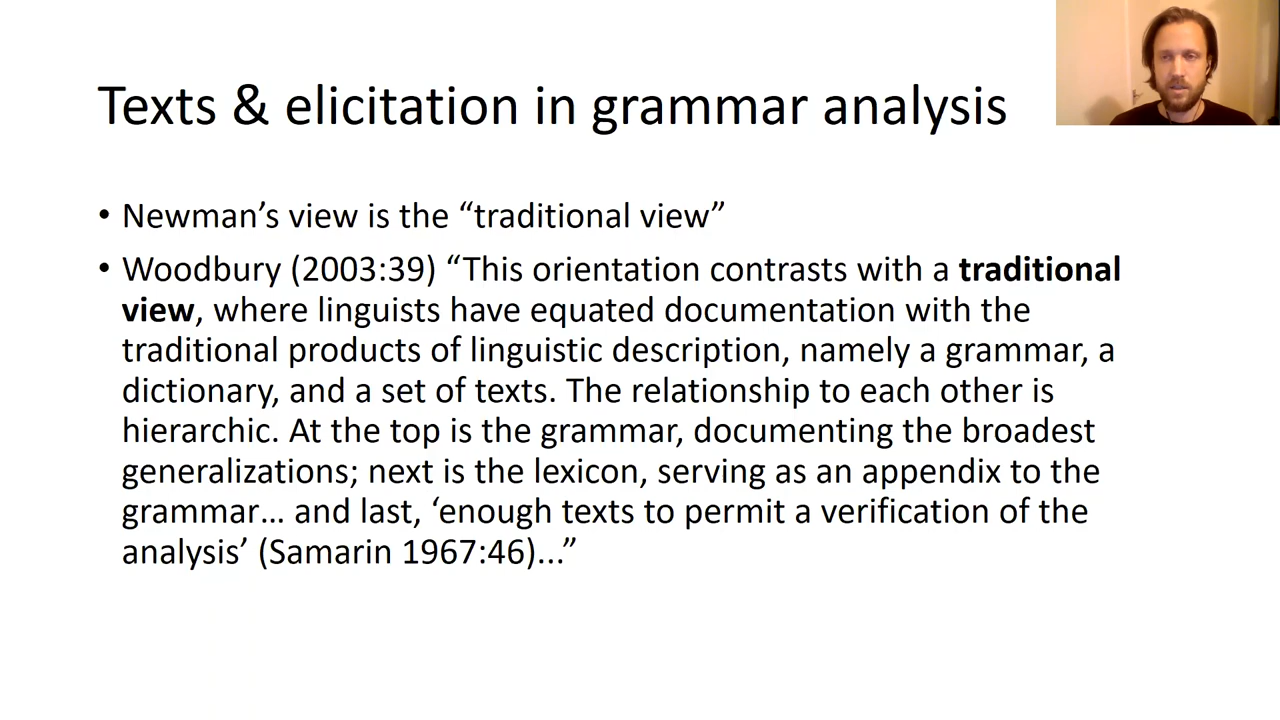 Texts & elicitation in grammar analysis
• Newman’s view is the “traditional view”
• Woodbury (2003:39) “This orientation contrasts with a traditional
view, where linguists have equated documentation with the
traditional products of linguistic description, namely a grammar, a
dictionary, and a set of texts. The relationship to each other is
hierarchic. At the top is the grammar, documenting the broadest
generalizations; next is the lexicon, serving as an appendix to the
grammar… and last, ‘enough texts to permit a verification of the
analysis’ (Samarin 1967:46)...”